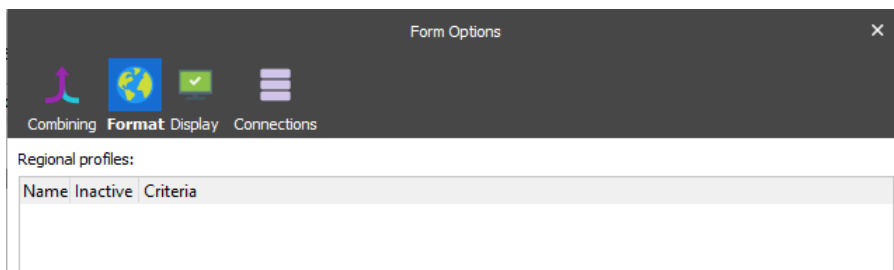 Form Options
Combining Format Display Connections
Regional profiles:
Name Inactive Criteria